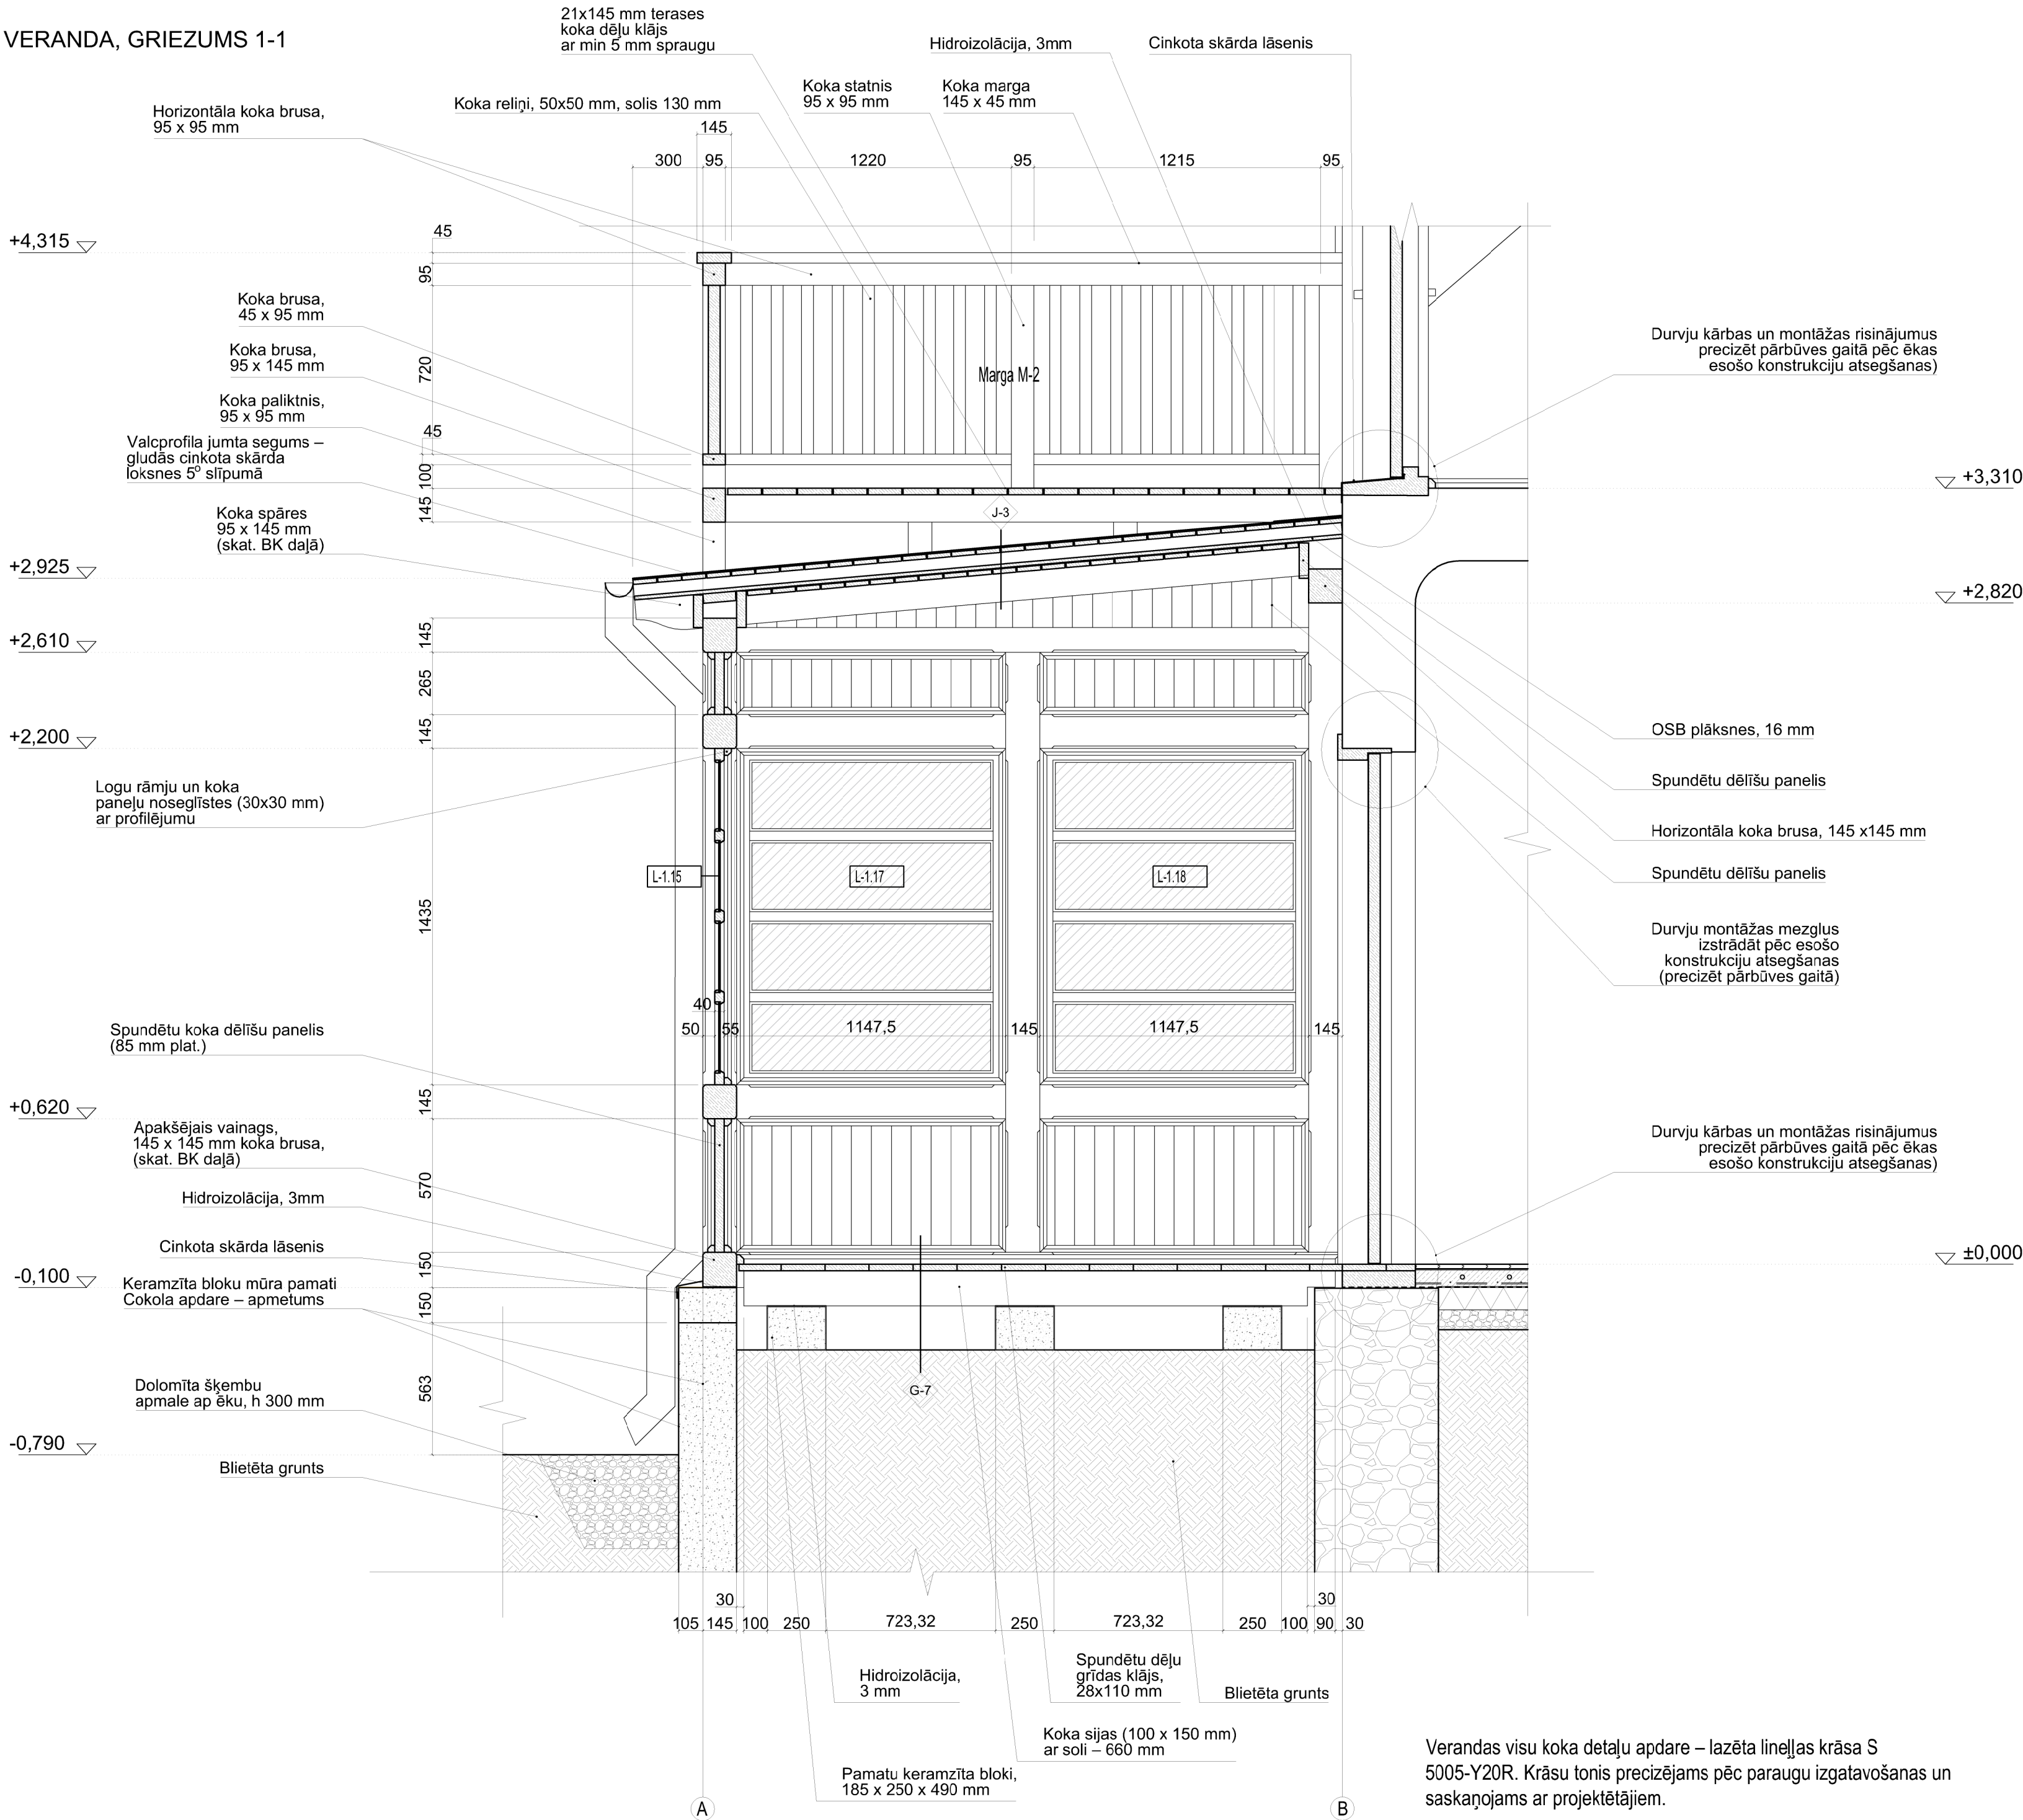 VERANDA, GRIEZUMS 1-1
21x145 mm terases
koka dēļu klājs
ar min 5 mm spraugu
Hidroizolācija, 3mm
Cinkota skārda lāsenis
Koka statnis
95 x 95 mm
Koka marga
145 x 45 mm
Koka reliņi, 50x50 mm, solis 130 mm
Horizontāla koka brusa,
95 x 95 mm
145
300
95
1220
95
1215
95
+4,315
45
95
Koka brusa,
45 x 95 mm
Koka brusa,
95 x 145 mm
720
Marga M-2
Durvju kārbas un montāžas risinājumus
precizēt pārbūves gaitā pēc ēkas
esošo konstrukciju atsegšanas)
Koka paliktnis,
95 x 95 mm
45
Valcprofila jumta segums –
gludās cinkota skārda
loksnes 5º slīpumā
100
+3,310
145
J-3
Koka spāres
95 x 145 mm
(skat. BK daļā)
+2,925
+2,820
145
+2,610
265
145
+2,200
OSB plāksnes, 16 mm
Spundētu dēlīšu panelis
Logu rāmju un koka
paneļu noseglīstes (30x30 mm)
ar profilējumu
Horizontāla koka brusa, 145 x145 mm
L-1.15
L-1.17
L-1.18
Spundētu dēlīšu panelis
1435
Durvju montāžas mezglus
izstrādāt pēc esošo
konstrukciju atsegšanas
(precizēt pārbūves gaitā)
40
50
55
1147,5
145
1147,5
145
Spundētu koka dēlīšu panelis
(85 mm plat.)
+0,620
145
Apakšējais vainags,
145 x 145 mm koka brusa,
(skat. BK daļā)
Durvju kārbas un montāžas risinājumus
precizēt pārbūves gaitā pēc ēkas
esošo konstrukciju atsegšanas)
570
Hidroizolācija, 3mm
Cinkota skārda lāsenis
150
±0,000
-0,100
Keramzīta bloku mūra pamati
Cokola apdare – apmetums
150
G-7
Dolomīta šķembu
apmale ap ēku, h 300 mm
563
-0,790
Blietēta grunts
30
30
105
145
100
250
723,32
250
723,32
250
100
90
30
Hidroizolācija,
3 mm
Spundētu dēļu
grīdas klājs,
28x110 mm
Blietēta grunts
Koka sijas (100 x 150 mm)
ar soli – 660 mm
Pamatu keramzīta bloki,
185 x 250 x 490 mm
Verandas visu koka detaļu apdare – lazēta lineļļas krāsa S
5005-Y20R. Krāsu tonis precizējams pēc paraugu izgatavošanas un
saskaņojams ar projektētājiem.
A
B